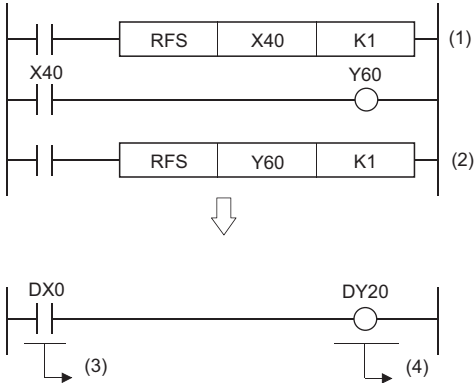 RFS X40 K1 (1)
X40 Y60
RFS Y60 K1 (2)
DX0 DY20
(3) (4)